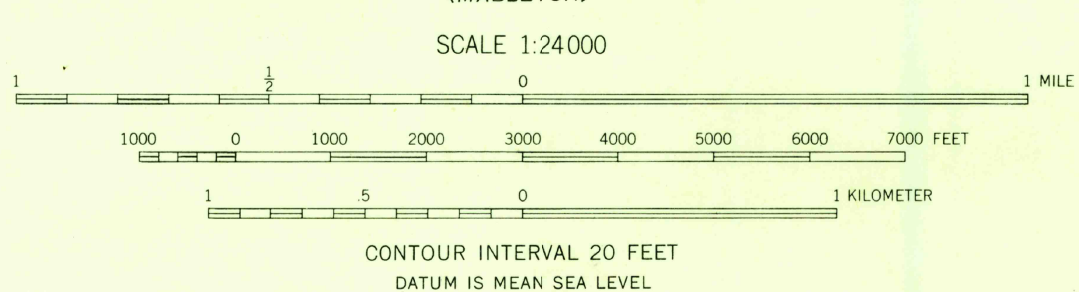 SCALE 1:24000
1 ½ 0 1 MILE
1000 0 1000 2000 3000 4000 5000 6000 7000 FEET
1 .5 0 1 KILOMETER
CONTOUR INTERVAL 20 FEET
DATUM IS MEAN SEA LEVEL